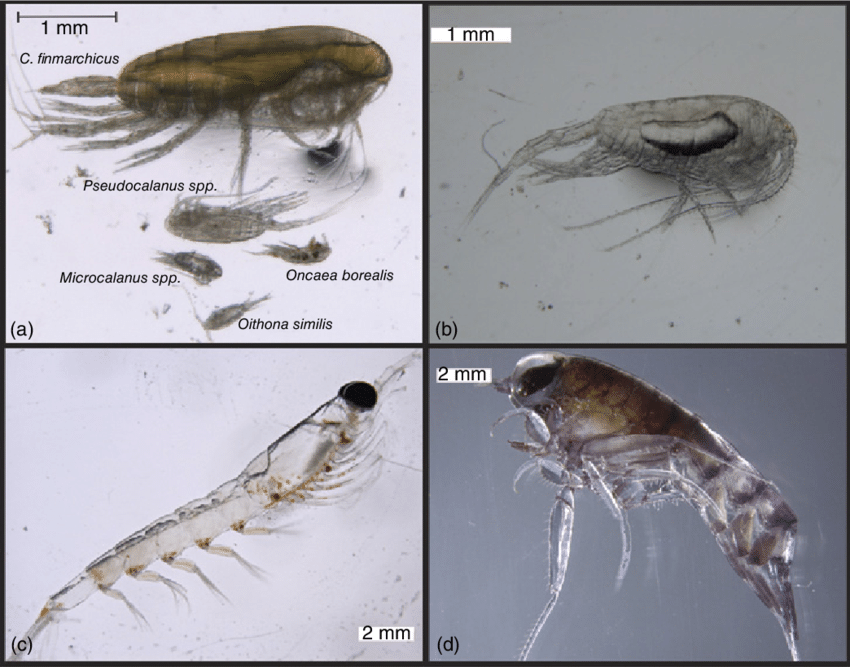 1 mm
C. finmarchicus
Pseudocalanus spp.
Microcalanus spp.
Oncaea borealis
Oithona similis
(a)
1 mm
(b)
(c)
2 mm
2 mm
(d)